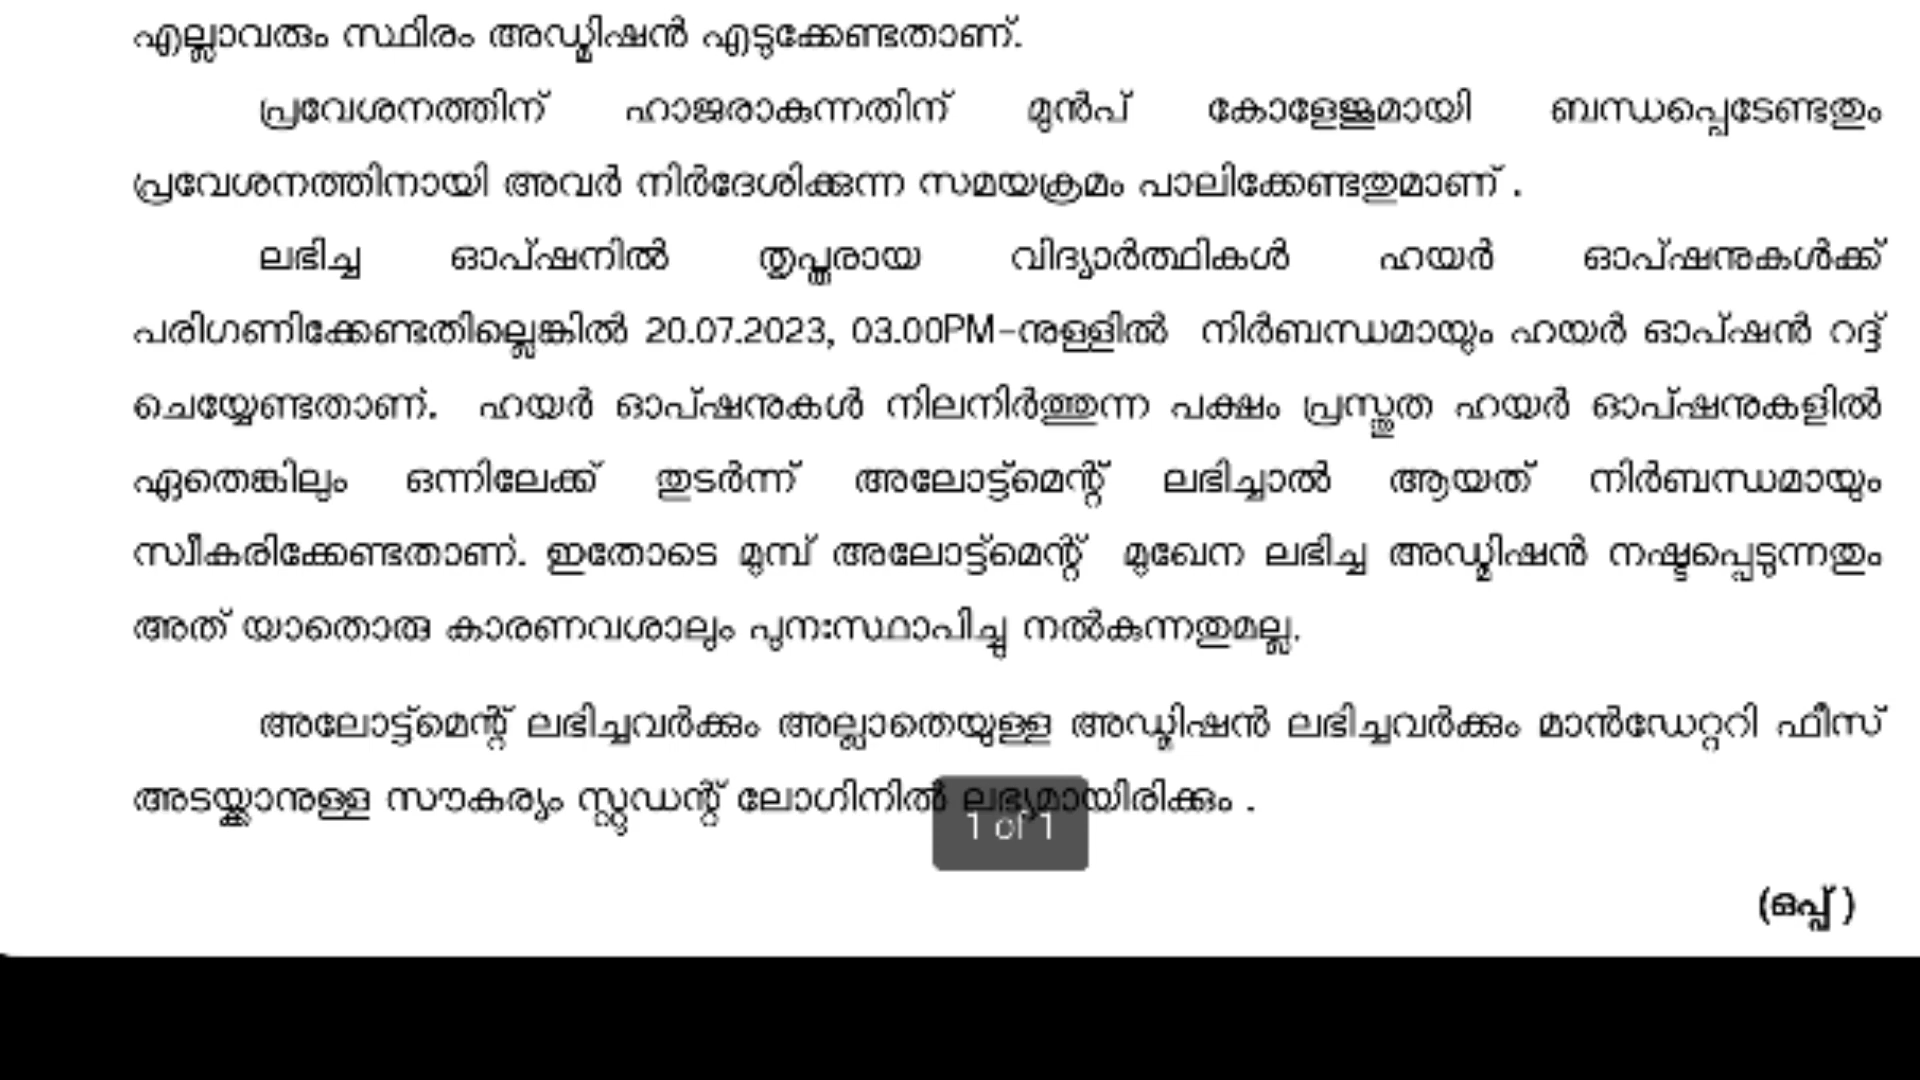 എല്ലാവരും സ്ഥിരം അഡ്മിഷൻ എടുക്കേണ്ടതാണ്.
പ്രവേശനത്തിന് ഹാജരാകുന്നതിന് മുൻപ് കോളേജുമായി ബന്ധപ്പെടേണ്ടതും
പ്രവേശനത്തിനായി അവർ നിർദേശിക്കുന്ന സമയക്രമം പാലിക്കേണ്ടതുമാണ് .
ലഭിച്ച ഓപ്ഷനിൽ തൃപ്തരായ വിദ്യാർത്ഥികൾ ഹയർ ഓപ്ഷനുകൾക്ക്
പരിഗണിക്കേണ്ടതില്ലെങ്കിൽ 20.07.2023, 03.00PM-നുള്ളിൽ നിർബന്ധമായും ഹയർ ഓപ്ഷൻ റദ്ദ്
ചെയ്യേണ്ടതാണ്. ഹയർ ഓപ്ഷനുകൾ നിലനിർത്തുന്ന പക്ഷം പ്രസ്തുത ഹയർ ഓപ്ഷനുകളിൽ
ഏതെങ്കിലും ഒന്നിലേക്ക് തുടർന്ന് അലോട്ട്മെന്റ് ലഭിച്ചാൽ ആയത് നിർബന്ധമായും
സ്വീകരിക്കേണ്ടതാണ്. ഇതോടെ മുമ്പ് അലോട്ട്മെന്റ് മുഖേന ലഭിച്ച അഡ്മിഷൻ നഷ്ടപ്പെടുന്നതും
അത് യാതൊരു കാരണവശാലും പുനഃസ്ഥാപിച്ചു നൽകുന്നതുമല്ല.
അലോട്ട്മെന്റ് ലഭിച്ചവർക്കും അല്ലാതെയുള്ള അഡ്മിഷൻ ലഭിച്ചവർക്കും മാൻഡേറ്ററി ഫീസ്
അടയ്ക്കാനുള്ള സൗകര്യം സ്റ്റുഡന്റ് ലോഗിനിൽ ലഭ്യമായിരിക്കും .
1 of 1
(ഒപ്പ് )